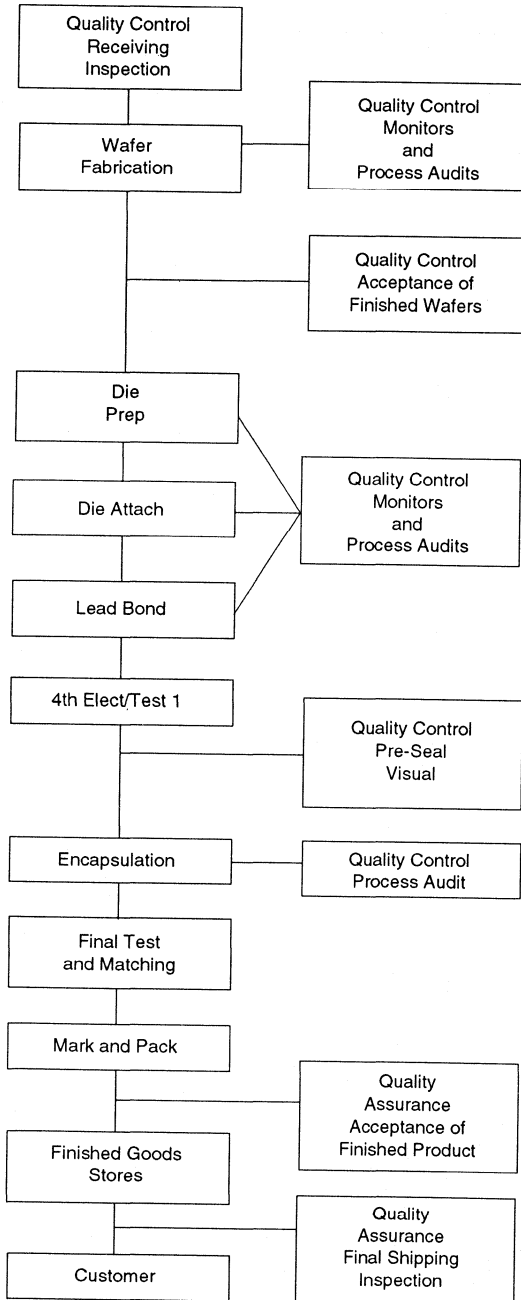 Quality Control
Receiving
Inspection
Wafer
Fabrication
Quality Control
Monitors
and
Process Audits
Quality Control
Acceptance of
Finished Wafers
Die
Prep
Die Attach
Lead Bond
Quality Control
Monitors
and
Process Audits
4th Elect/Test 1
Quality Control
Pre-Seal
Visual
Encapsulation
Quality Control
Process Audit
Final Test
and Matching
Mark and Pack
Quality
Assurance
Acceptance of
Finished Product
Finished Goods
Stores
Quality
Assurance
Final Shipping
Inspection
Customer